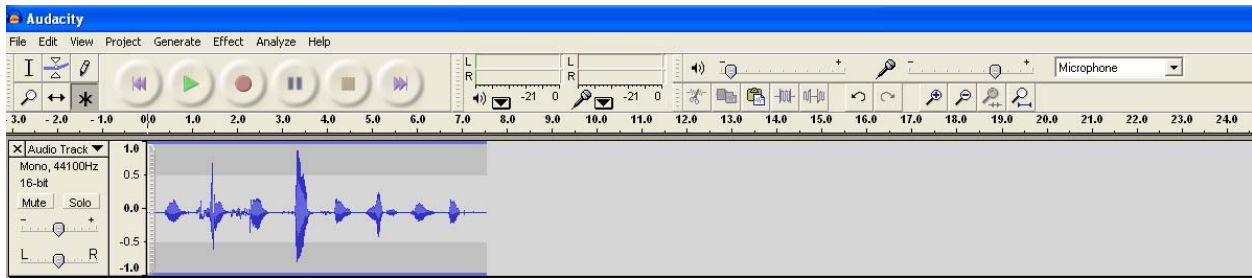 Audacity
File Edit View Project Generate Effect Analyze Help
L
R
-21 0
L
R
-21 0
- +
- +
Microphone
- 3.0 - 2.0 - 1.0 0.0 1.0 2.0 3.0 4.0 5.0 6.0 7.0 8.0 9.0 10.0 11.0 12.0 13.0 14.0 15.0 16.0 17.0 18.0 19.0 20.0 21.0 22.0 23.0 24.0
X Audio Track
Mono, 44100Hz
16-bit
Mute Solo
- +
L R
1.0
0.5
0.0
-0.5
-1.0